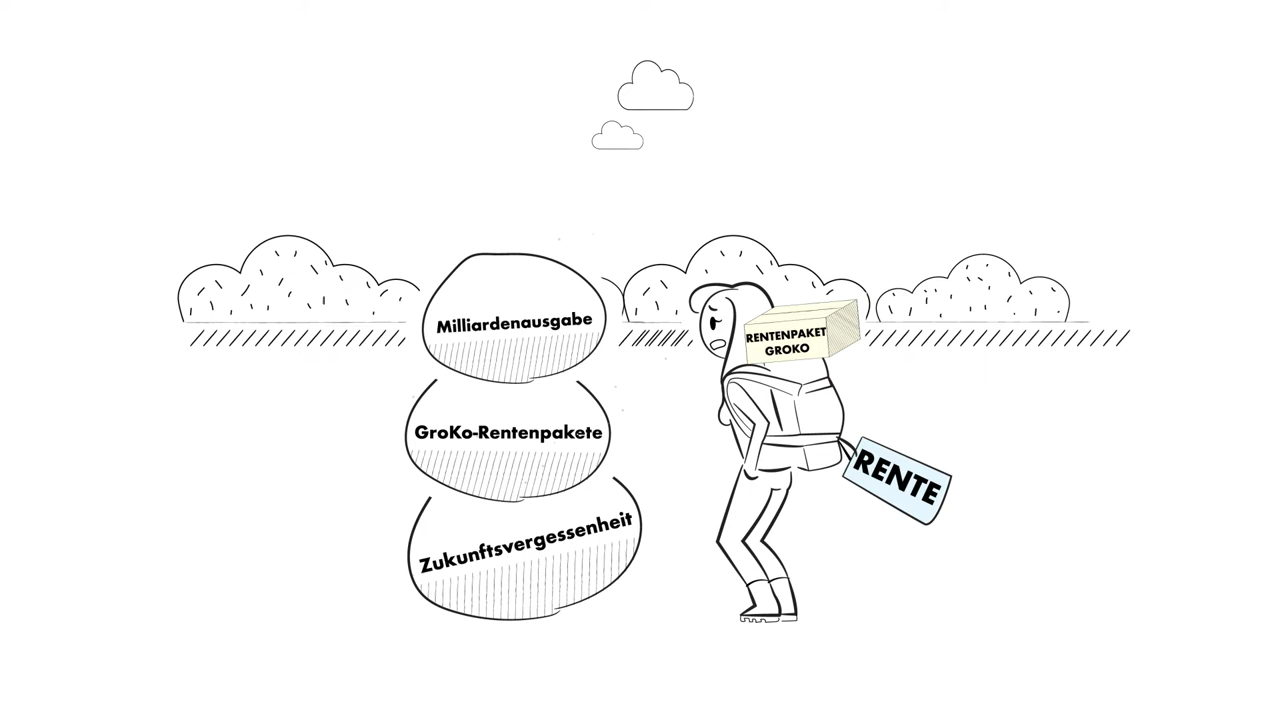 Milliardenausgabe
GroKo-Rentenpakete
Zukunftsvergessenheit
RENTENPAKET
GROKO
RENTE